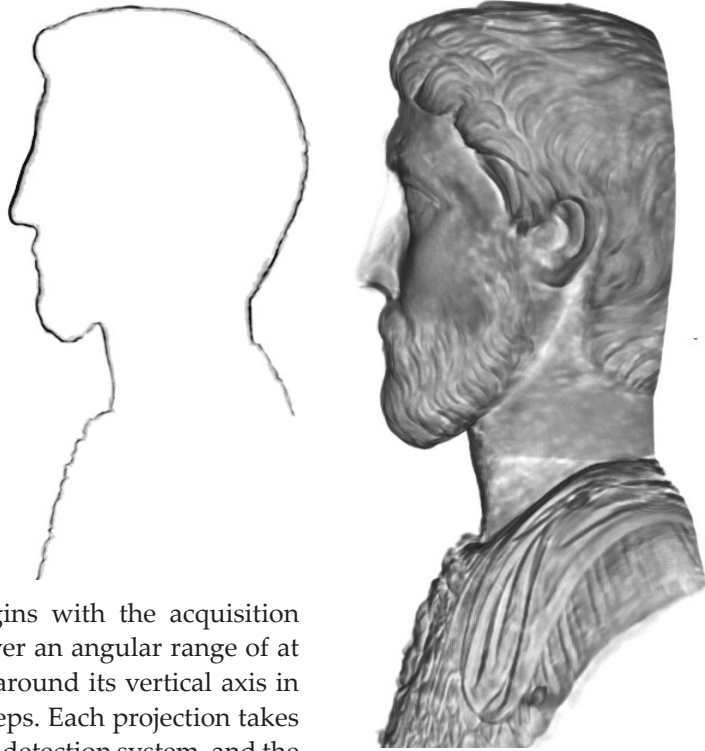 gins with the acquisition
ver an angular range of at
around its vertical axis in
eps. Each projection takes
detection system, and the